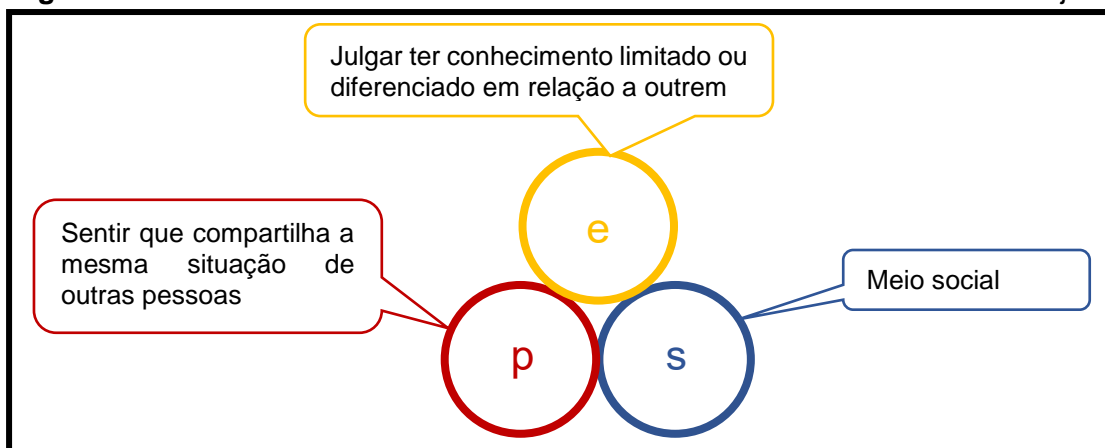 Julgar ter conhecimento limitado ou
diferenciado em relação a outrem
e
Sentir que compartilha a
mesma situação de
outras pessoas
Meio social
p
s